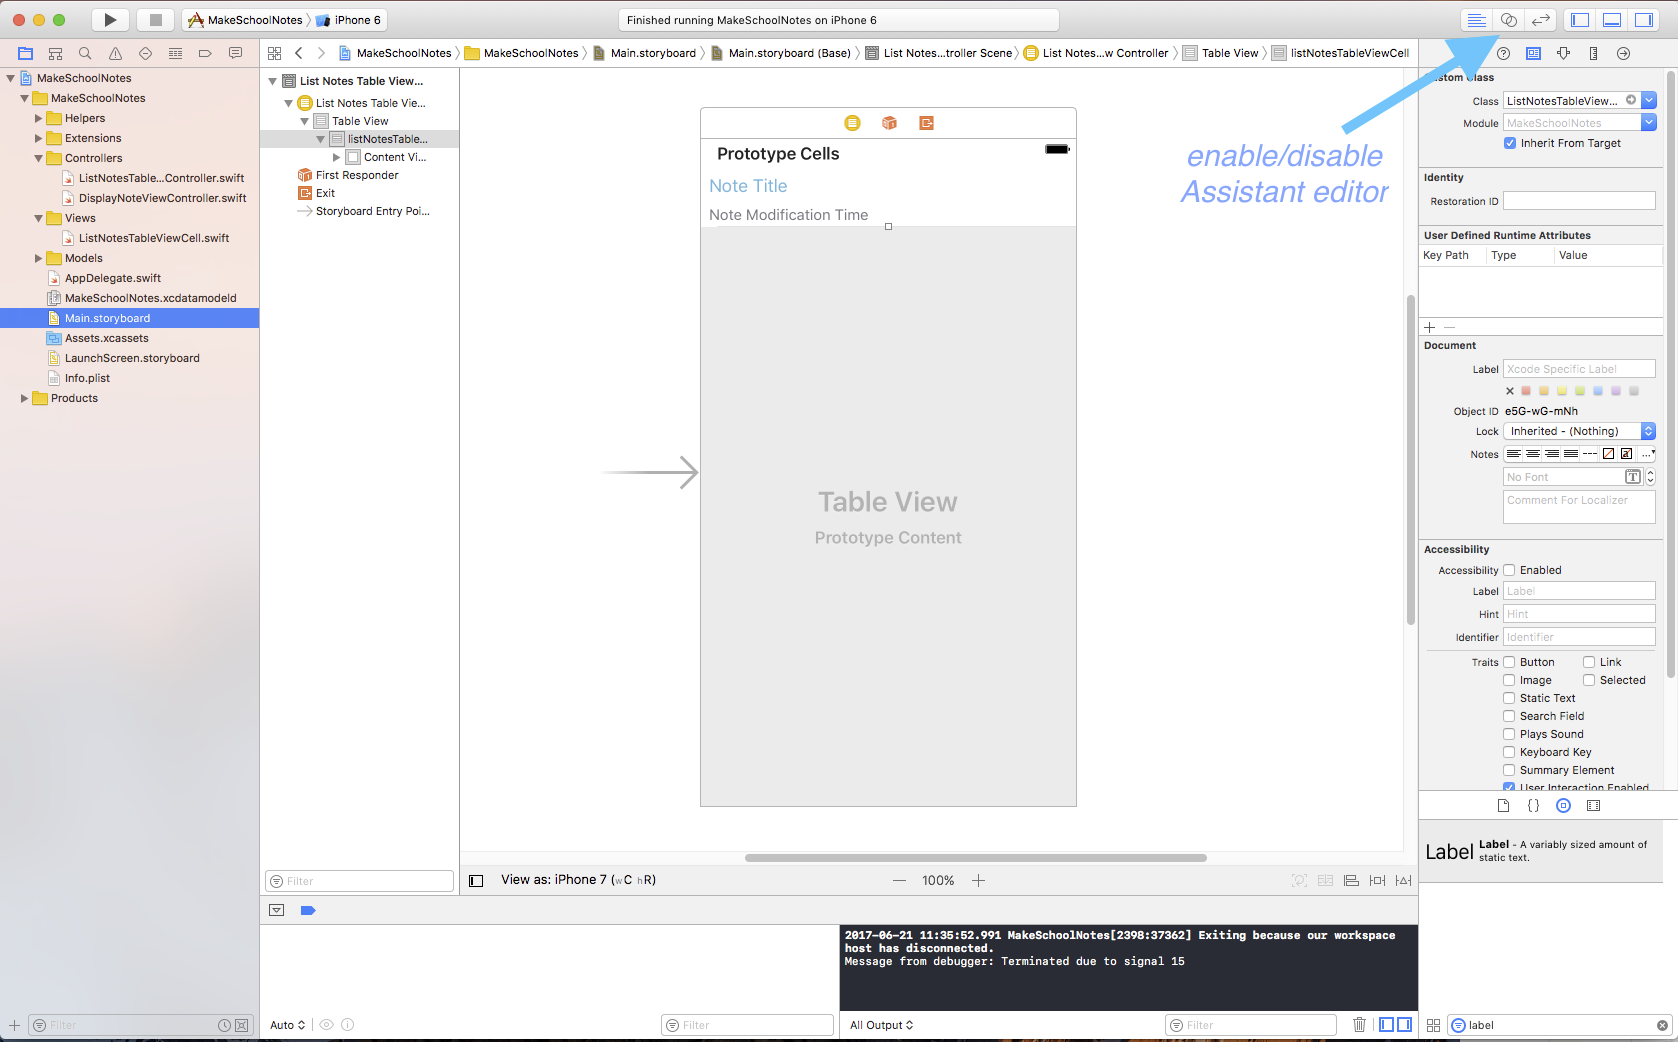 MakeSchoolNotes iPhone 6
Finished running MakeSchoolNotes on iPhone 6
MakeSchoolNotes MakeSchoolNotes Main.storyboard Main.storyboard (Base) List Notes...troller Scene List Notes...w Controller Table View listNotesTableViewCell
MakeSchoolNotes
MakeSchoolNotes
Helpers
Extensions
Controllers
ListNotesTable...Controller.swift
DisplayNoteViewController.swift
Views
ListNotesTableViewCell.swift
Models
AppDelegate.swift
MakeSchoolNotes.xcdatamodeld
Main.storyboard
Assets.xcassets
LaunchScreen.storyboard
Info.plist
Products
Filter
List Notes Table View...
List Notes Table Vie...
Table View
listNotesTable...
Content Vi...
First Responder
Exit
Storyboard Entry Poi...
Filter
Prototype Cells
Note Title
Note Modification Time
Table View
Prototype Content
enable/disable
Assistant editor
View as: iPhone 7 (wC hR)
100%
2017-06-21 11:35:52.991 MakeSchoolNotes[2398:37362] Exiting because our workspace
host has disconnected.
Message from debugger: Terminated due to signal 15
Auto
Filter
All Output
Filter
Custom Class
Class ListNotesTableView...
Module MakeSchoolNotes
Inherit From Target
Identity
Restoration ID
User Defined Runtime Attributes
Key Path Type Value
Document
Label Xcode Specific Label
Object ID e5G-wG-mNh
Lock Inherited - (Nothing)
Notes
No Font
Comment For Localizer
Accessibility
Accessibility Enabled
Label Label
Hint Hint
Identifier Identifier
Traits Button Link
Image Selected
Static Text
Search Field
Plays Sound
Keyboard Key
Summary Element
User Interaction Enabled
Label Label - A variably sized amount of
static text.
label